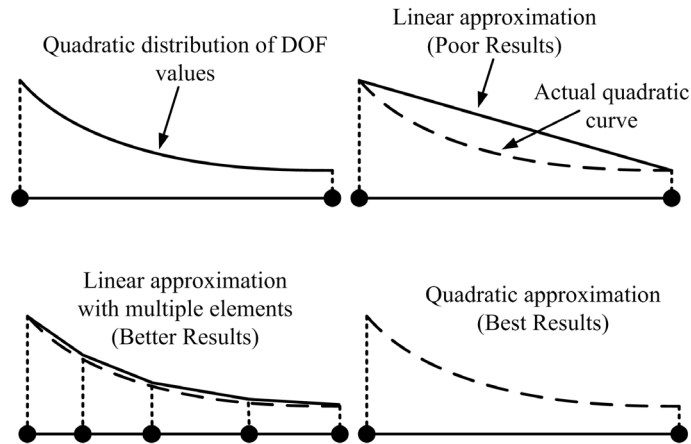 Quadratic distribution of DOF
values
Linear approximation
(Poor Results)
Actual quadratic
curve
Linear approximation
with multiple elements
(Better Results)
Quadratic approximation
(Best Results)